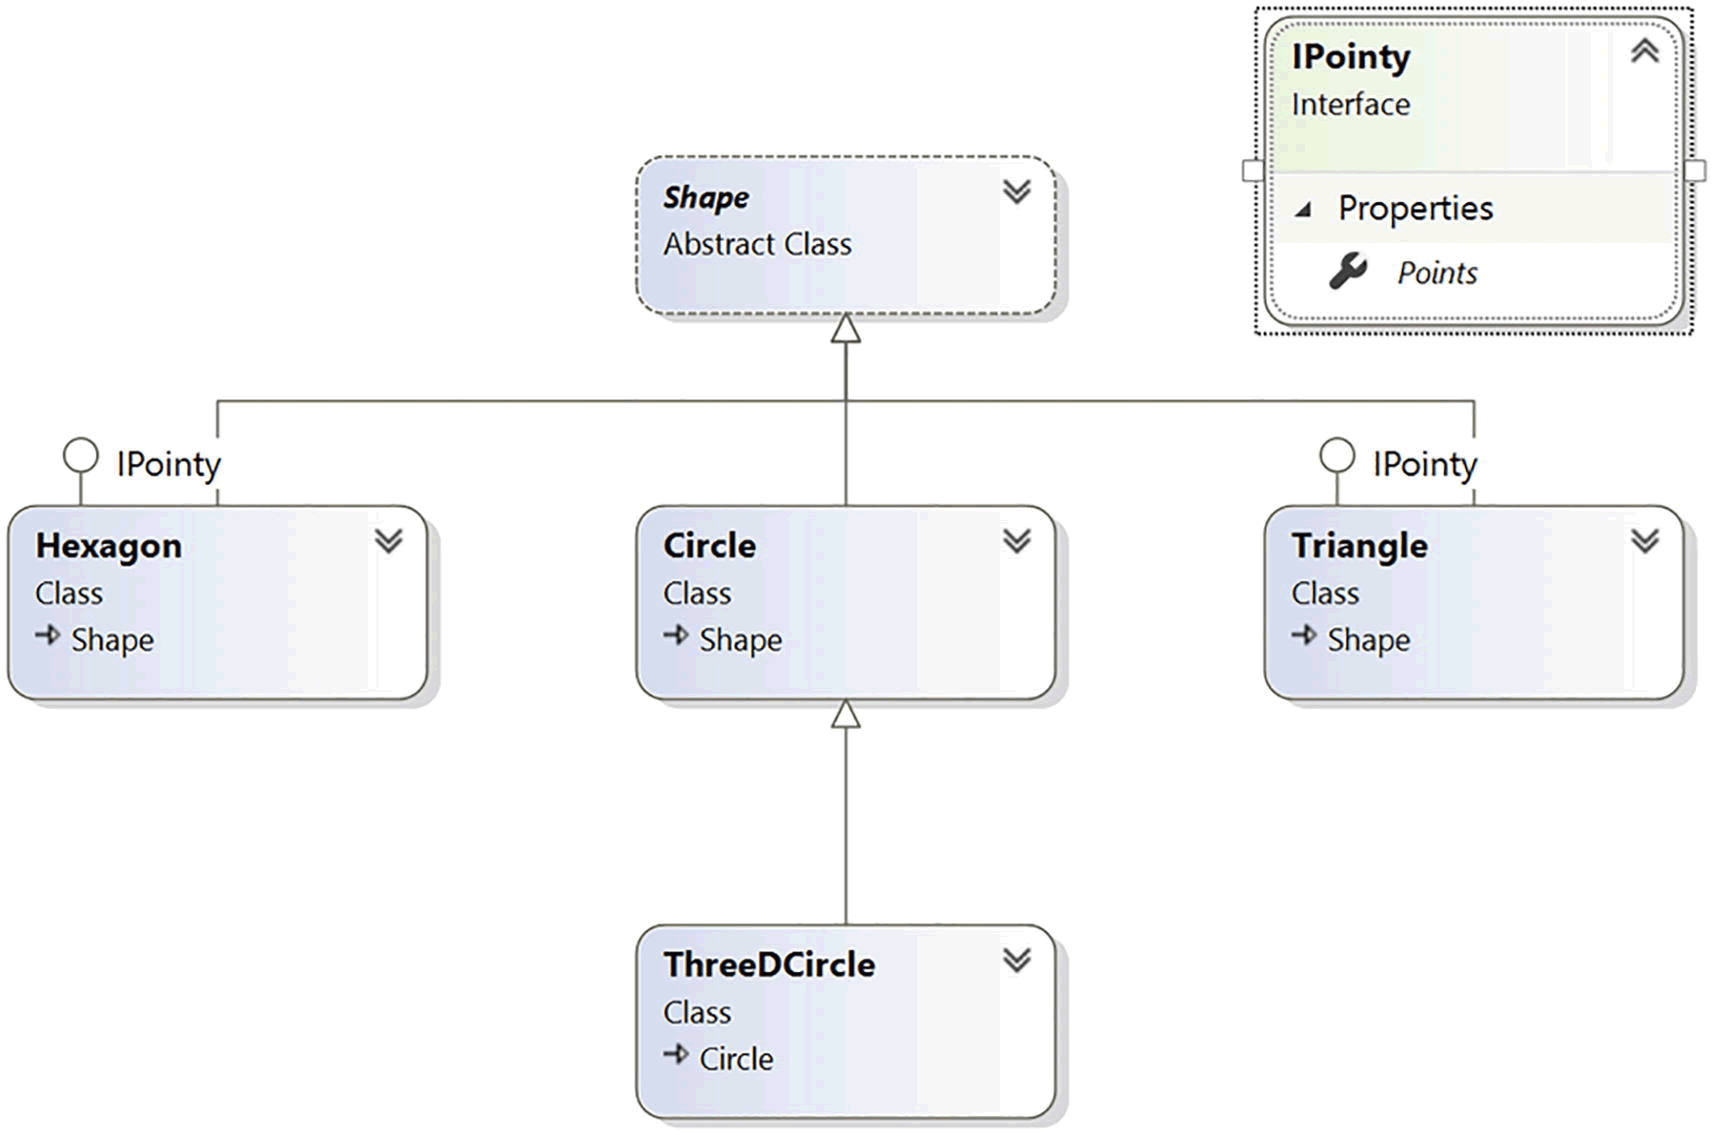 IPointy
Interface
Properties
Points
Shape
Abstract Class
IPointy
Hexagon
Class
Shape
Circle
Class
Shape
IPointy
Triangle
Class
Shape
ThreeDCircle
Class
Circle